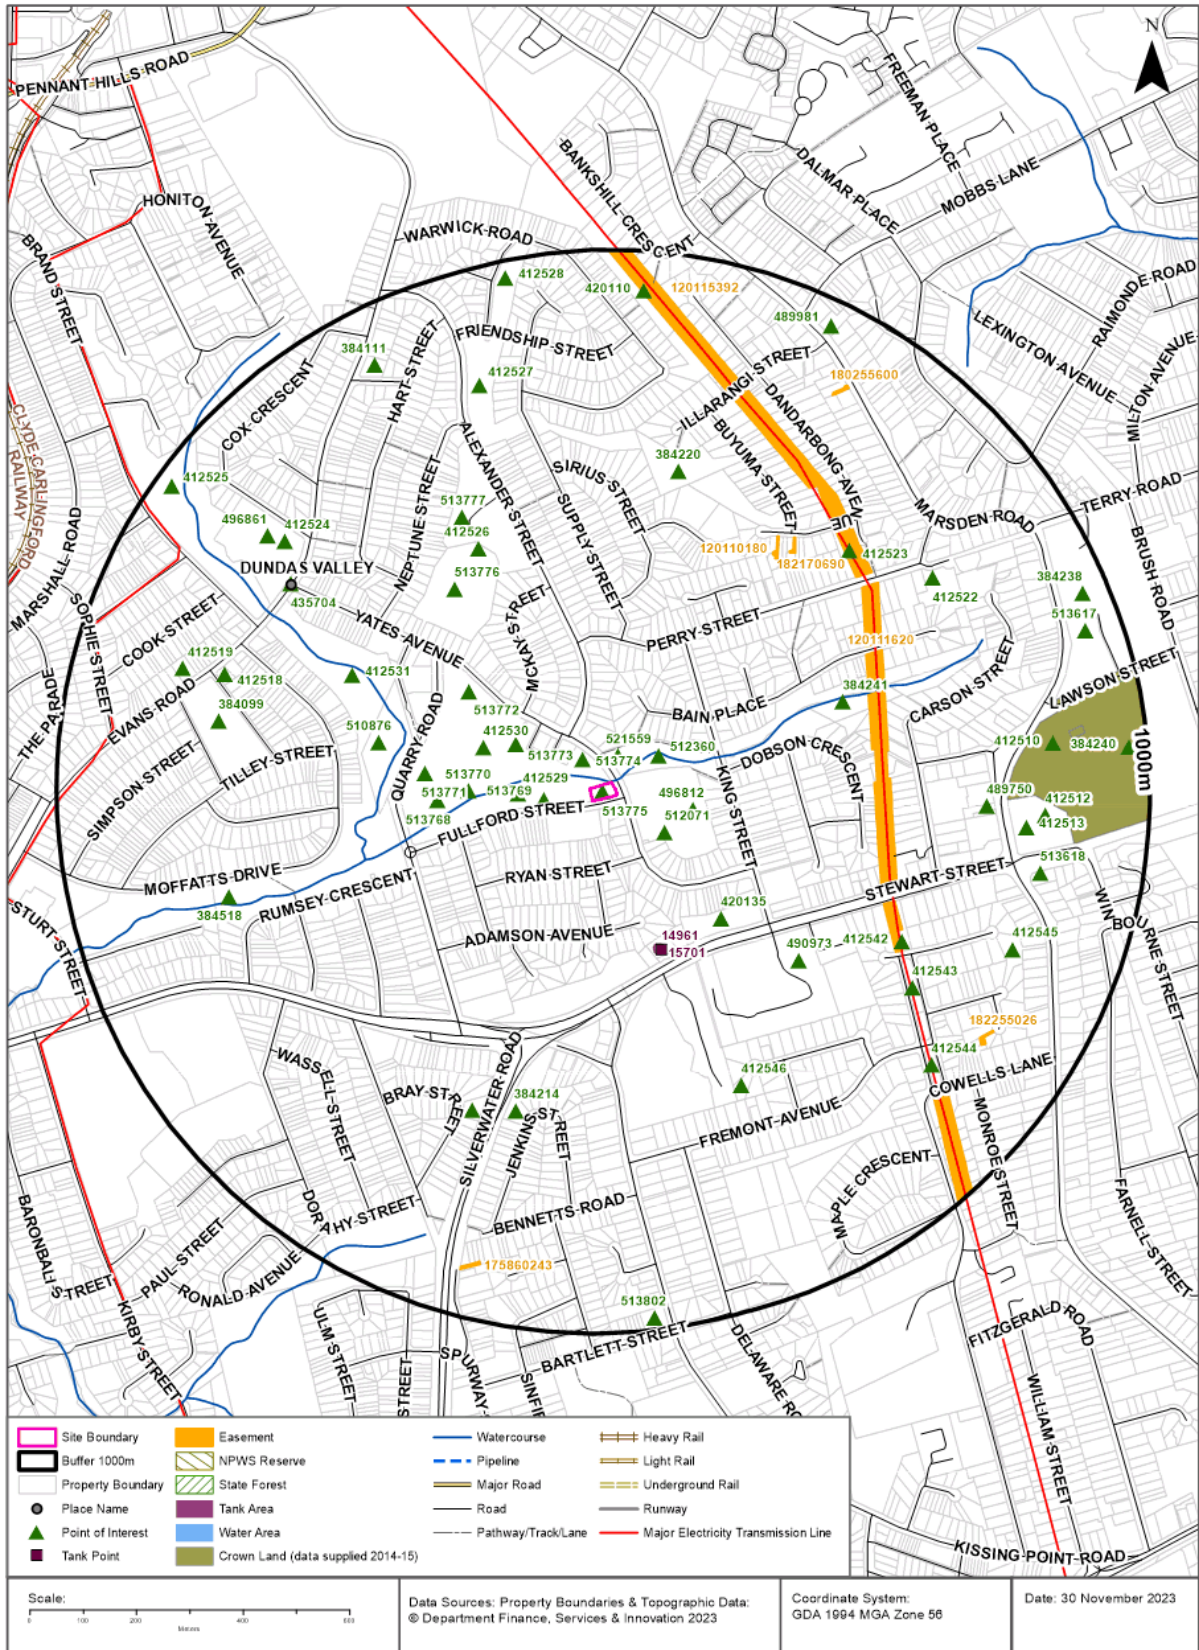 N
PENNANT HILLS ROAD
FREEMAN PLACE
BANKSHILL CRESCENT
DALMAR PLACE
MOBBS LANE
HONITON AVENUE
BRAND STREET
WARWICK ROAD
RAIMONDE ROAD
412528
420110
120115392
489981
LEXINGTON AVENUE
FRIENDSHIP STREET
HART STREET
384111
ILLARANGI STREET
412527
180255600
COX CRESCENT
WILTON AVENUE
DANDARBONG AVENUE
BUYUMA STREET
CLYDE CARLINGFORD
RAILWAY
ALEXANDER STREET
384220
SIRIUS STREET
412525
NEPTUNE STREET
SUPPLY STREET
TERRY ROAD
513777
MARSDEN ROAD
MARSHALL ROAD
496861
412524
412526
BRUSH ROAD
120110180
412523
182170690
DUNDAS VALLEY
513776
412522
384238
435704
SOPHIE STREET
COOK STREET
MCKAY STREET
513617
YATES AVENUE
PERRY STREET
120111620
412519
412518
412531
CARSON STREET
LAWSON STREET
THE PARADE
EVANS ROAD
384099
513772
BAIN PLACE
384241
QUARRY ROAD
510876
412530
521559
512360
DOBSON CRESCENT
412510
384240
1000m
513773
513774
TILLEY STREET
SIMPSON STREET
513770
412529
KING STREET
513771
513769
496812
489750
412512
513768
FULLFORD STREET
513775
512071
412513
MOFFATTS DRIVE
RYAN STREET
STEWART STREET
513618
RUMSEY CRESCENT
384518
WINBOURNE STREET
STURT STREET
420135
ADAMSON AVENUE
14961
15701
490973
412542
412545
412543
182255026
WASSELL STREET
SILVERWATER ROAD
412544
BRAY STREET
384214
412546
COWELLS LANE
JENKINS STREET
FREMONT AVENUE
MONROE STREET
MAPLE CRESCENT
FARNELL STREET
BARONBALI STREET
DOROTHY STREET
BENNETTS ROAD
PAUL STREET
RONALD AVENUE
175860243
KIRBY STREET
ULM STREET
513802
FITZGERALD ROAD
BARTLETT STREET
DELAWARE RO
SPURWAY
STREET
WILLIAM STREET
KISSING POINT ROAD
Site Boundary
Buffer 1000m
Property Boundary
Place Name
Point of Interest
Tank Point
Easement
NPWS Reserve
State Forest
Tank Area
Water Area
Crown Land (data supplied 2014-15)
Watercourse
Pipeline
Major Road
Road
Pathway/Track/Lane
Heavy Rail
Light Rail
Underground Rail
Runway
Major Electricity Transmission Line
Scale:
0 200 400 600
Meters
Data Sources: Property Boundaries & Topographic Data:
© Department Finance, Services & Innovation 2023
Coordinate System:
GDA 1994 MGA Zone 56
Date: 30 November 2023